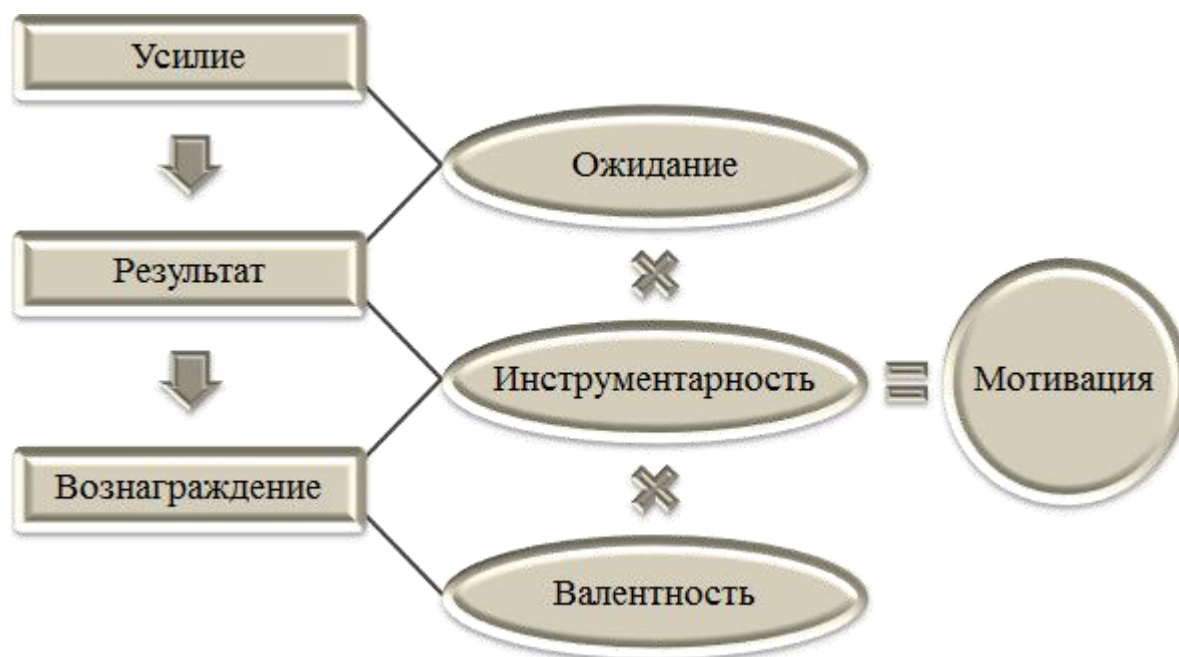 Усилие
Ожидание
Результат
Инструментарность
Мотивация
Вознаграждение
Валентность